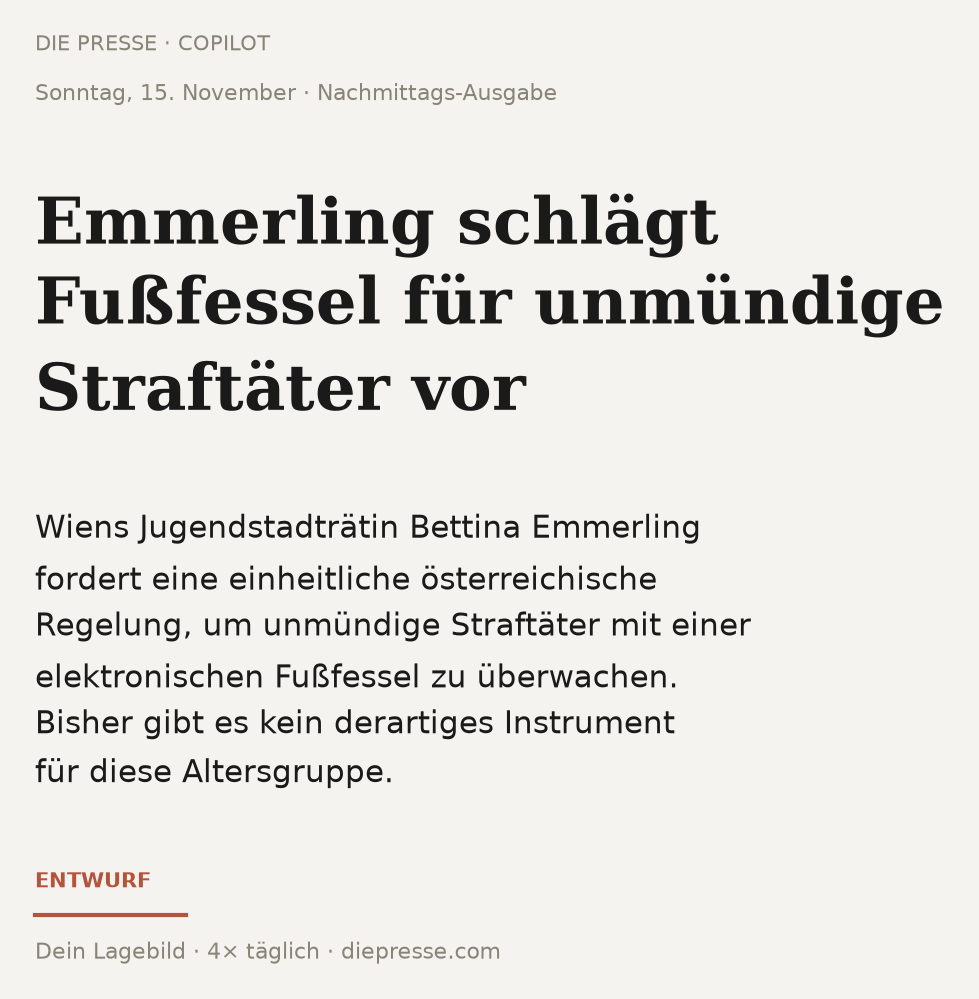 DIE PRESSE · COPILOT
Sonntag, 15. November · Nachmittags-Ausgabe
Emmerling schlägt
Fußfessel für unmündige
Straftäter vor
Wiens Jugendstadträtin Bettina Emmerling
fordert eine einheitliche österreichische
Regelung, um unmündige Straftäter mit einer
elektronischen Fußfessel zu überwachen.
Bisher gibt es kein derartiges Instrument
für diese Altersgruppe.
ENTWURF
Dein Lagebild · 4× täglich · diepresse.com